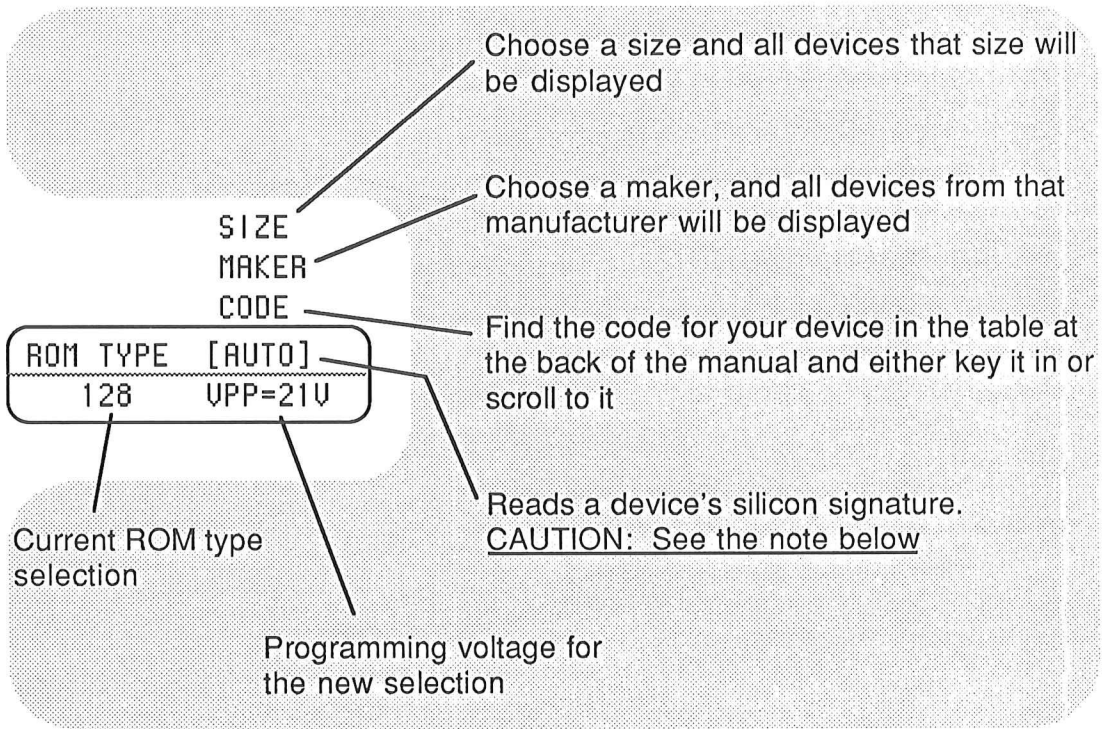 Choose a size and all devices that size will
be displayed
Choose a maker, and all devices from that
manufacturer will be displayed
SIZE
MAKER
CODE
Find the code for your device in the table at
the back of the manual and either key it in or
scroll to it
ROM TYPE [AUTO]
128 VPP=21V
Reads a device's silicon signature.
CAUTION: See the note below
Current ROM type
selection
Programming voltage for
the new selection